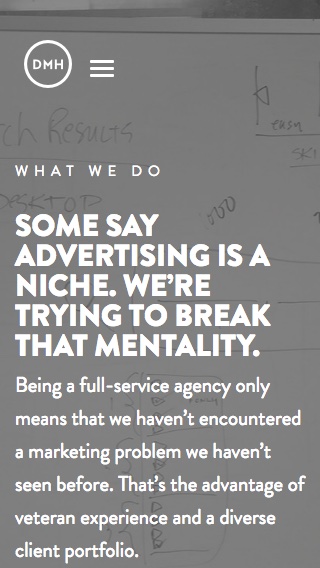 DMH
ch Results
WHAT WE DO
SOME SAY
ADVERTISING IS A
NICHE. WE'RE
TRYING TO BREAK
THAT MENTALITY.
Being a full-service agency only
means that we haven't encountered
a marketing problem we haven't
seen before. That's the advantage of
veteran experience and a diverse
client portfolio.